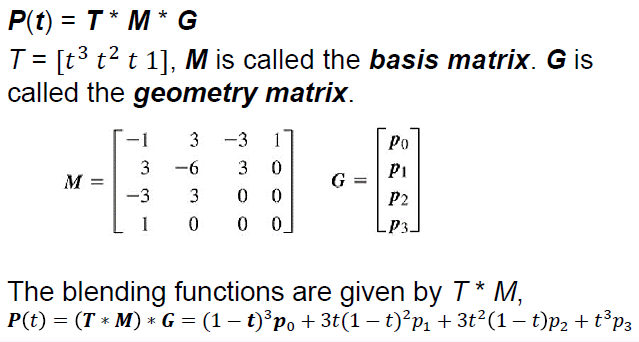 P(t) = T * M * G
T = [t³ t² t 1], M is called the basis matrix. G is
called the geometry matrix.
M = [−1 3 −3 1
3 −6 3 0
−3 3 0 0
1 0 0 0]
G = [p₀
p₁
p₂
p₃]
The blending functions are given by T * M,
P(t) = (T * M) * G = (1 – t)³p₀ + 3t(1 – t)²p₁ + 3t²(1 – t)p₂ + t³p₃